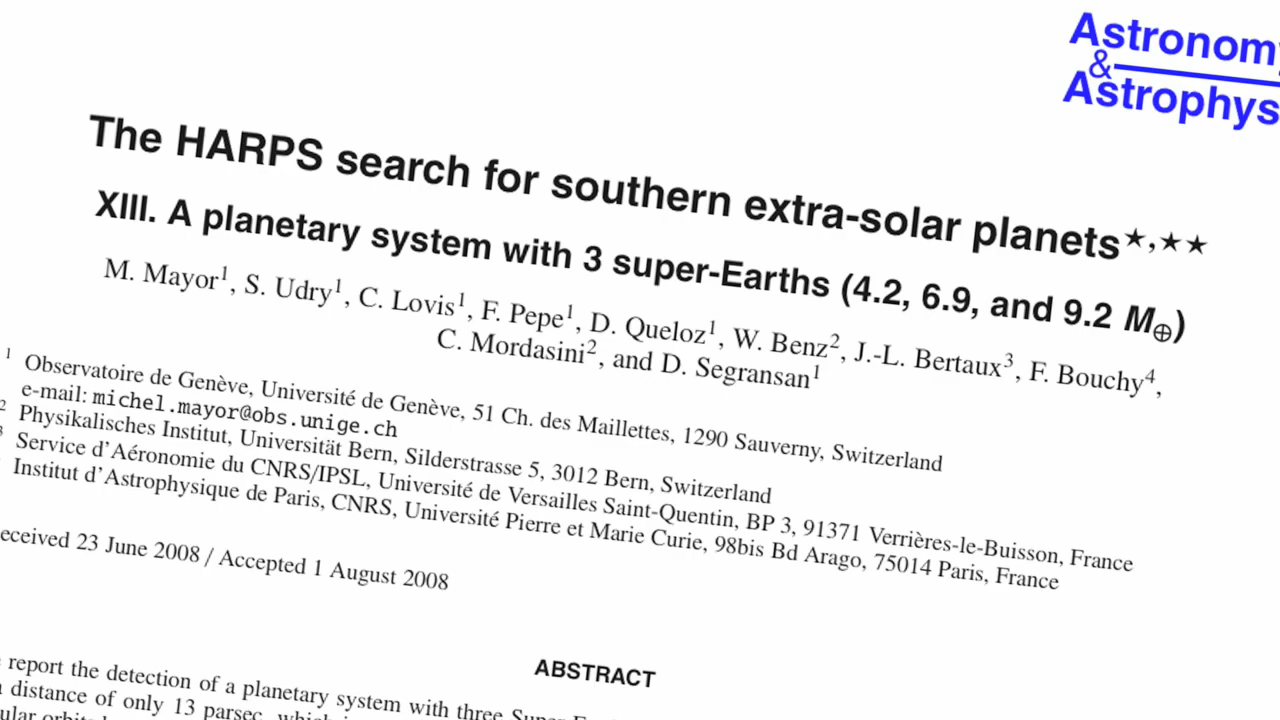 Astronomy
&
Astrophys
The HARPS search for southern extra-solar planets★,★★
XIII. A planetary system with 3 super-Earths (4.2, 6.9, and 9.2 M⊕)
M. Mayor1, S. Udry1, C. Lovis1, F. Pepe1, D. Queloz1, W. Benz2, J.-L. Bertaux3, F. Bouchy4,
C. Mordasini2, and D. Segransan1
1 Observatoire de Genève, Université de Genève, 51 Ch. des Maillettes, 1290 Sauverny, Switzerland
e-mail: michel.mayor@obs.unige.ch
2 Physikalisches Institut, Universität Bern, Silderstrasse 5, 3012 Bern, Switzerland
3 Service d'Aéronomie du CNRS/IPSL, Université de Versailles Saint-Quentin, BP 3, 91371 Verrières-le-Buisson, France
Institut d'Astrophysique de Paris, CNRS, Université Pierre et Marie Curie, 98bis Bd Arago, 75014 Paris, France
eceived 23 June 2008 / Accepted 1 August 2008
ABSTRACT
report the detection of a planetary system with three Super
distance of only 13 parsec,